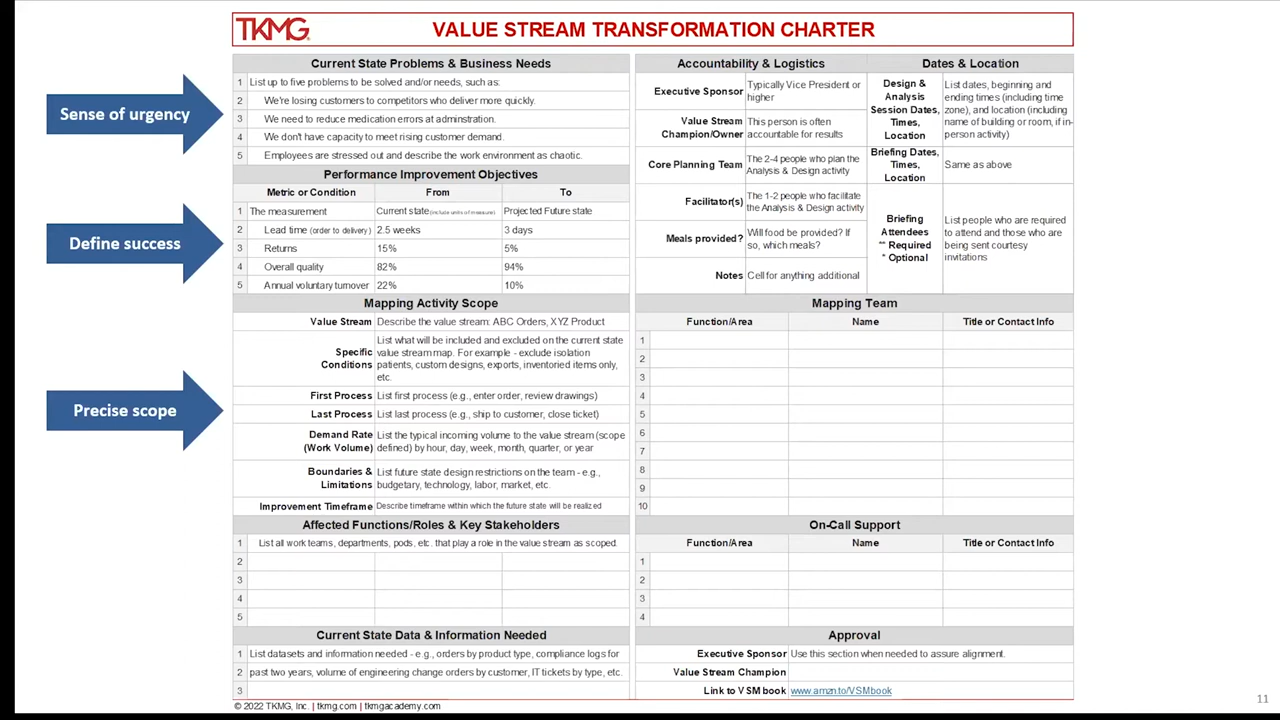 TKMG
VALUE STREAM TRANSFORMATION CHARTER
Sense of urgency
Define success
Precise scope
Current State Problems & Business Needs
1 List up to five problems to be solved and/or needs, such as:
2 We're losing customers to competitors who deliver more quickly.
3 We need to reduce medication errors at adminstration.
4 We don't have capacity to meet rising customer demand.
5 Employees are stressed out and describe the work environment as chaotic.
Performance Improvement Objectives
Metric or Condition From To
1 The measurement Current state (include units of measure) Projected Future state
2 Lead time (order to delivery) 2.5 weeks 3 days
3 Returns 15% 5%
4 Overall quality 82% 94%
5 Annual voluntary turnover 22% 10%
Mapping Activity Scope
Value Stream Describe the value stream: ABC Orders, XYZ Product
Specific Conditions
List what will be included and excluded on the current state
value stream map. For example - exclude isolation
patients, custom designs, exports, inventoried items only,
etc.
First Process List first process (e.g., enter order, review drawings)
Last Process List last process (e.g., ship to customer, close ticket)
Demand Rate (Work Volume)
List the typical incoming volume to the value stream (scope
defined) by hour, day, week, month, quarter, or year
Boundaries & Limitations
List future state design restrictions on the team - e.g.,
budgetary, technology, labor, market, etc.
Improvement Timeframe Describe timeframe within which the future state will be realized
Affected Functions/Roles & Key Stakeholders
1 List all work teams, departments, pods, etc. that play a role in the value stream as scoped.
2
3
4
5
Current State Data & Information Needed
1 List datasets and information needed - e.g., orders by product type, compliance logs for
2 past two years, volume of engineering change orders by customer, IT tickets by type, etc.
3
Accountability & Logistics
Executive Sponsor
Typically Vice President or
higher
Value Stream
Champion/Owner
This person is often
accountable for results
Core Planning Team
The 2-4 people who plan the
Analysis & Design activity
Facilitator(s)
The 1-2 people who facilitate
the Analysis & Design activity
Meals provided?
Will food be provided? If
so, which meals?
Notes Cell for anything additional
Dates & Location
Design &
Analysis
Session Dates,
Times,
Location
List dates, beginning and
ending times (including time
zone), and location (including
name of building or room, if in-
person activity)
Briefing Dates,
Times,
Location
Same as above
Briefing
Attendees
** Required
* Optional
List people who are required
to attend and those who are
being sent courtesy
invitations
Mapping Team
Function/Area Name Title or Contact Info
1
2
3
4
5
6
7
8
9
10
On-Call Support
Function/Area Name Title or Contact Info
1
2
3
4
Approval
Executive Sponsor Use this section when needed to assure alignment.
Value Stream Champion
Link to VSM book www.amzn.to/VSMbook
© 2022 TKMG, Inc. | tkmg.com | tkmgacademy.com
11